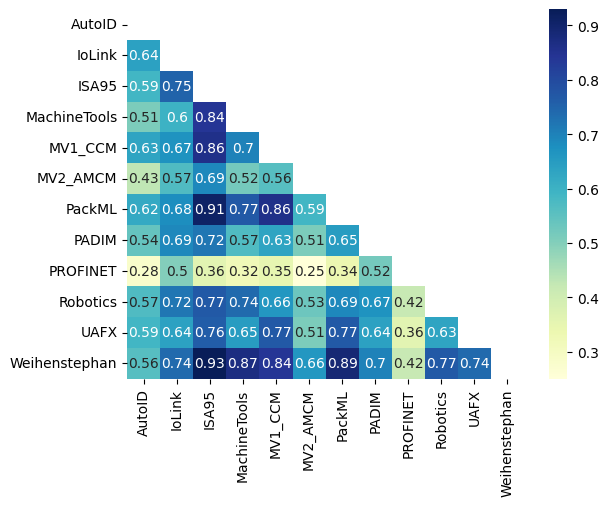 AutoID
IoLink 0.64
ISA95 0.59 0.75
MachineTools 0.51 0.6 0.84
MV1_CCM 0.63 0.67 0.86 0.7
MV2_AMCM 0.43 0.57 0.69 0.52 0.56
PackML 0.62 0.68 0.91 0.77 0.86 0.59
PADIM 0.54 0.69 0.72 0.57 0.63 0.51 0.65
PROFINET 0.28 0.5 0.36 0.32 0.35 0.25 0.34 0.52
Robotics 0.57 0.72 0.77 0.74 0.66 0.53 0.69 0.67 0.42
UAFX 0.59 0.64 0.76 0.65 0.77 0.51 0.77 0.64 0.36 0.63
Weihenstephan 0.56 0.74 0.93 0.87 0.84 0.66 0.89 0.7 0.42 0.77 0.74
AutoID
IoLink
ISA95
MachineTools
MV1_CCM
MV2_AMCM
PackML
PADIM
PROFINET
Robotics
UAFX
Weihenstephan
0.9
0.8
0.7
0.6
0.5
0.4
0.3